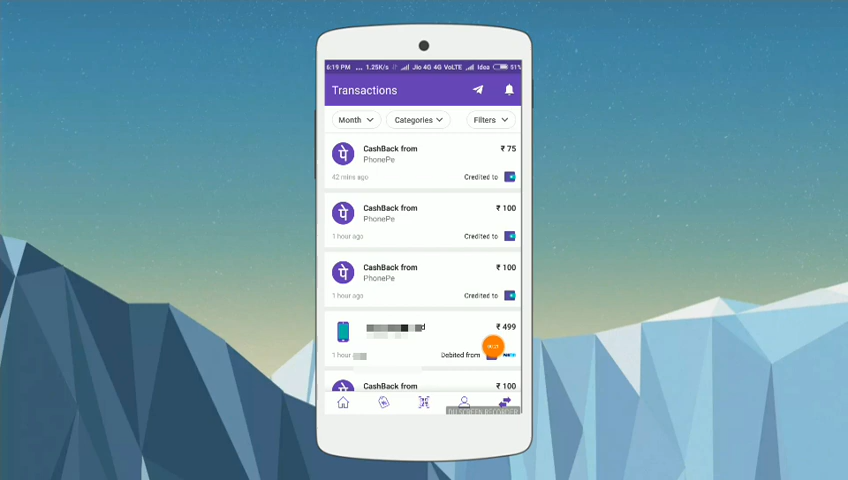 6:19 PM ... 1.25K/s Jio 4G 4G VoLTE Idea 51%
Transactions
Month Categories Filters
पे CashBack from ₹ 75
PhonePe
42 mins ago Credited to
पे CashBack from ₹ 100
PhonePe
1 hour ago Credited to
पे CashBack from ₹ 100
PhonePe
1 hour ago Credited to
d ₹ 499
1 hour Debited from
पे CashBack from ₹ 100